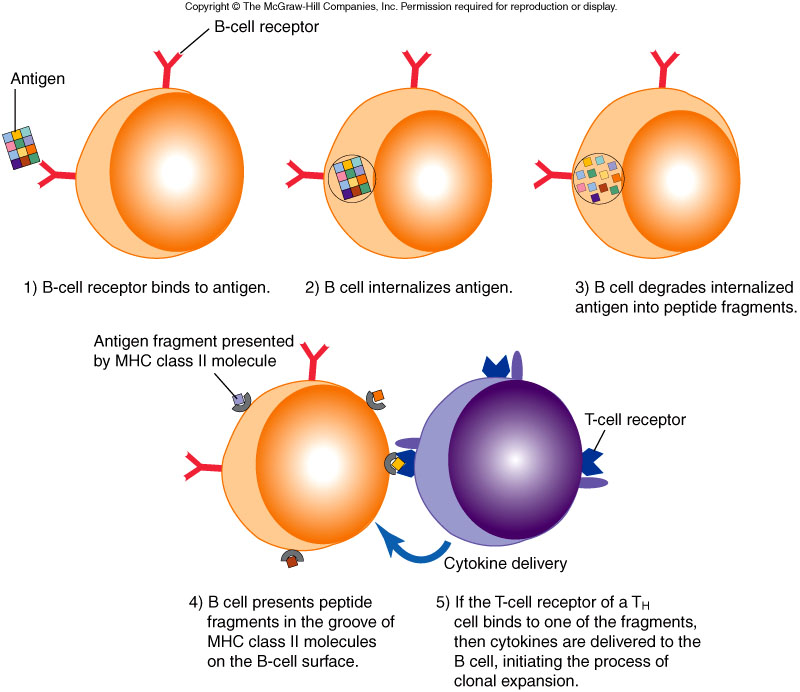 Copyright © The McGraw-Hill Companies, Inc. Permission required for reproduction or display.
B-cell receptor
Antigen
1) B-cell receptor binds to antigen.
2) B cell internalizes antigen.
3) B cell degrades internalized
antigen into peptide fragments.
Antigen fragment presented
by MHC class II molecule
T-cell receptor
Cytokine delivery
4) B cell presents peptide
fragments in the groove of
MHC class II molecules
on the B-cell surface.
5) If the T-cell receptor of a TH
cell binds to one of the fragments,
then cytokines are delivered to the
B cell, initiating the process of
clonal expansion.